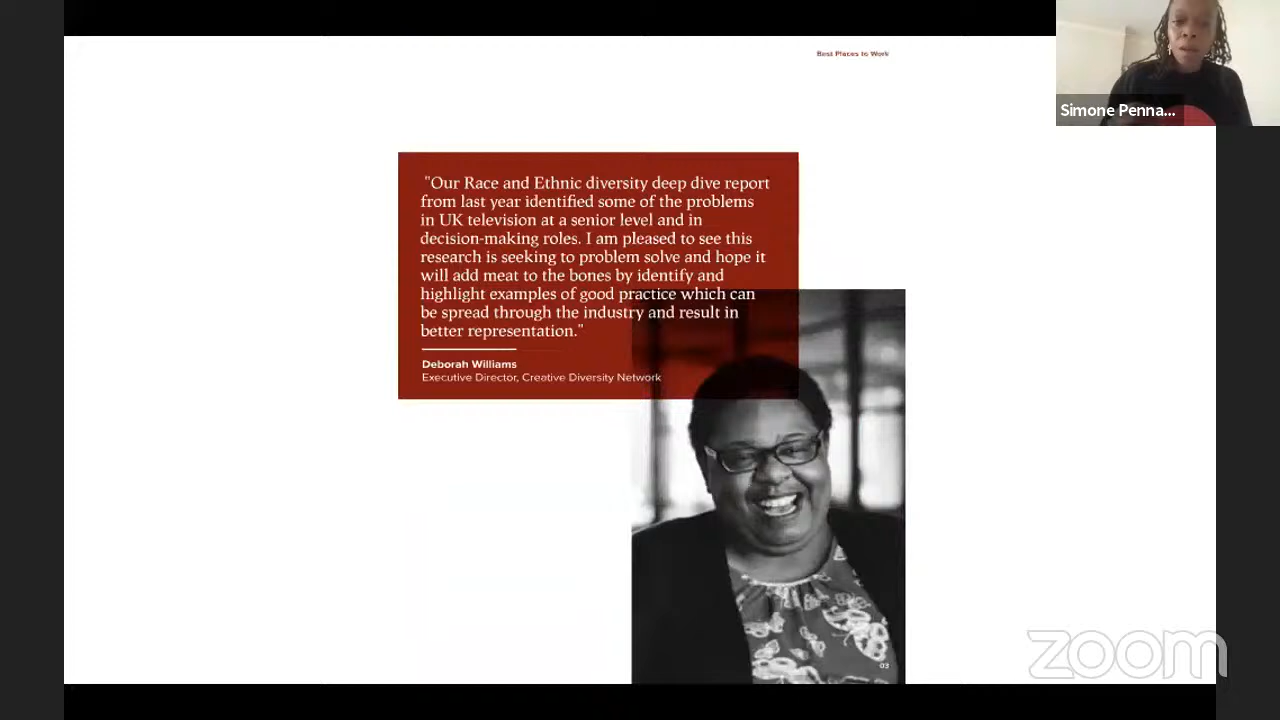 Best Places to Work
Simone Penna...
"Our Race and Ethnic diversity deep dive report
from last year identified some of the problems
in UK television at a senior level and in
decision-making roles. I am pleased to see this
research is seeking to problem solve and hope it
will add meat to the bones by identify and
highlight examples of good practice which can
be spread through the industry and result in
better representation."
Deborah Williams
Executive Director, Creative Diversity Network
03
zoom